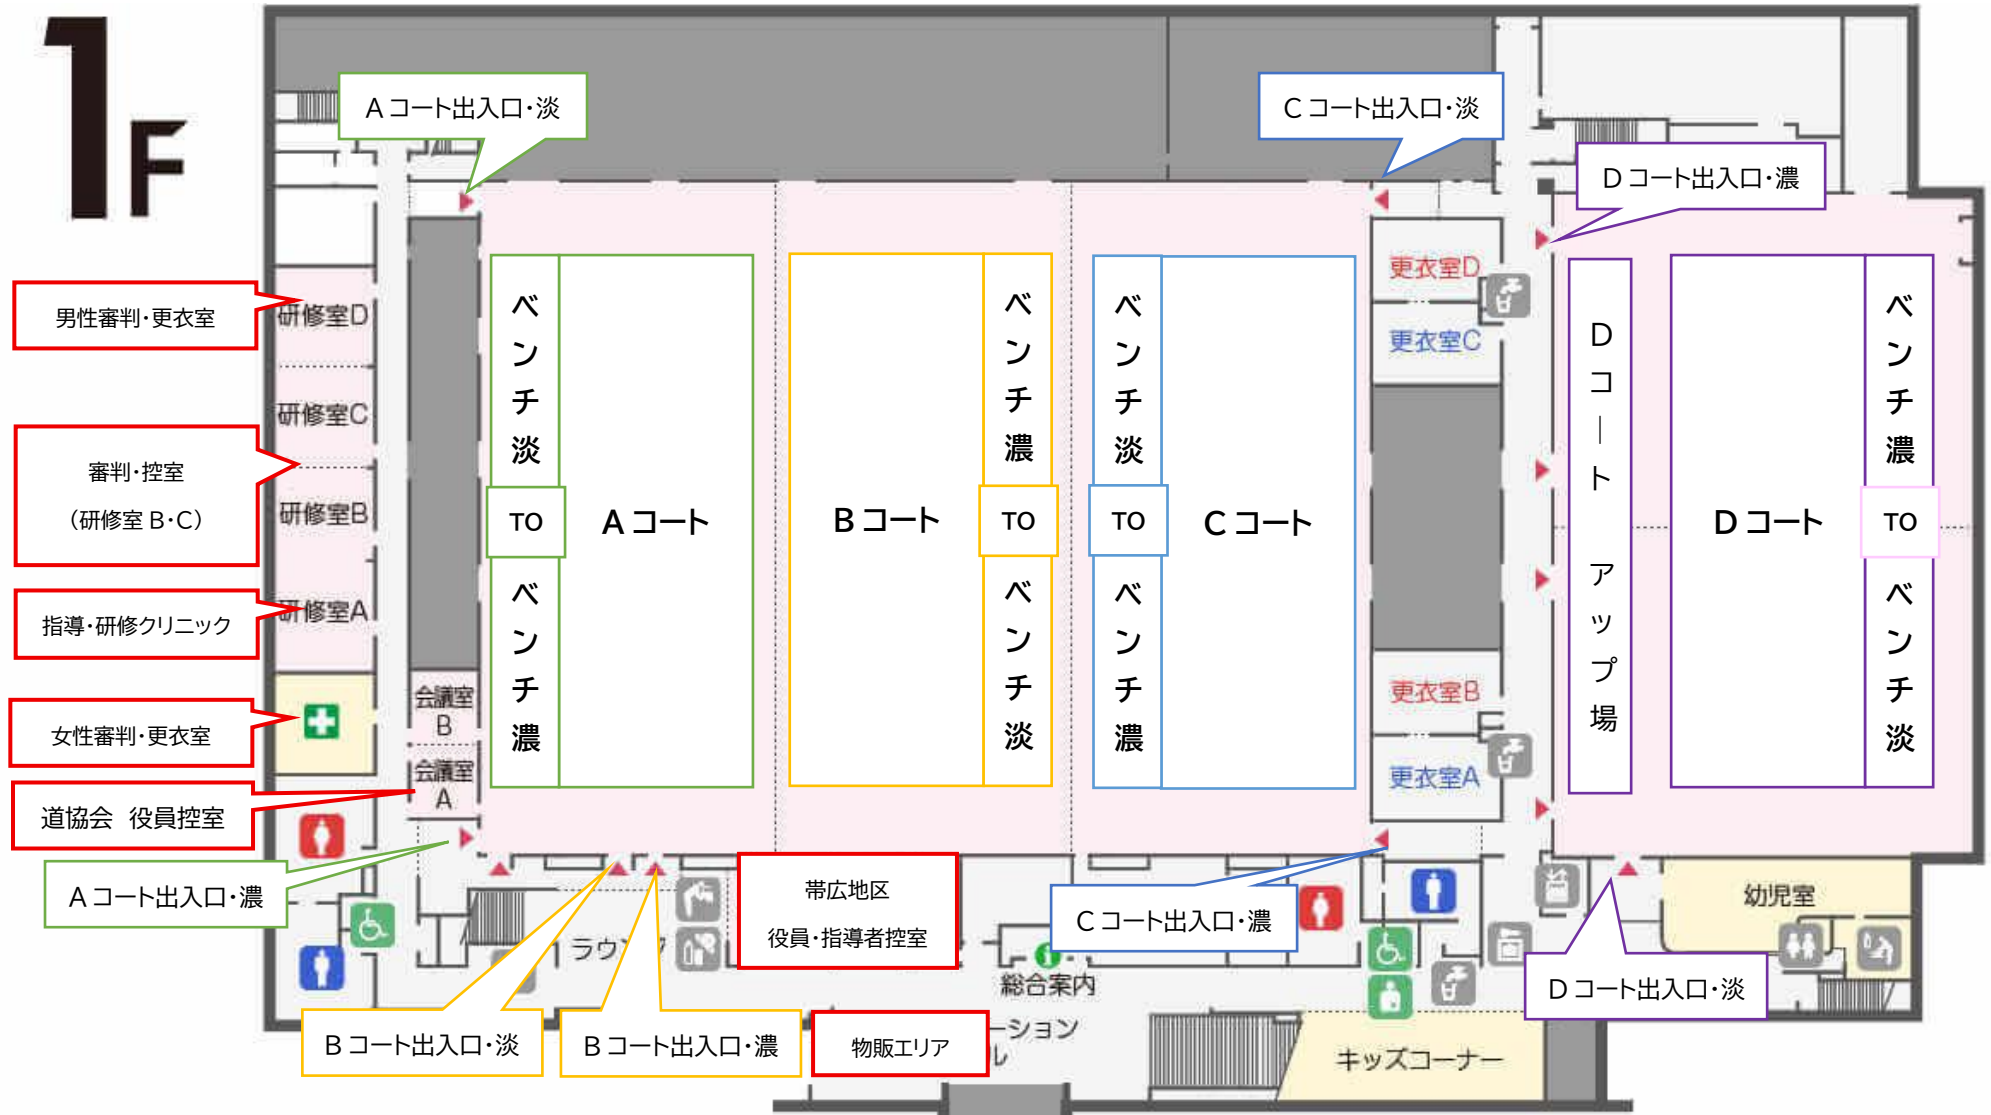 1F
Aコート出入口・淡
Cコート出入口・淡
Dコート出入口・濃
男性審判・更衣室
研修室D
研修室C
審判・控室
(研修室B・C)
研修室B
指導・研修クリニック
研修室A
女性審判・更衣室
会議室
B
道協会 役員控室
会議室
A
Aコート出入口・濃
ベンチ淡
TO
ベンチ濃
Aコート
Bコート
ベンチ濃
TO
ベンチ淡
ベンチ淡
TO
ベンチ濃
Cコート
更衣室D
更衣室C
更衣室B
更衣室A
Dコート アップ場
Dコート
ベンチ濃
TO
ベンチ淡
帯広地区
役員・指導者控室
Cコート出入口・濃
幼児室
ラウン
総合案内
Dコート出入口・淡
Bコート出入口・淡
Bコート出入口・濃
物販エリア
ーション
ル
キッズコーナー